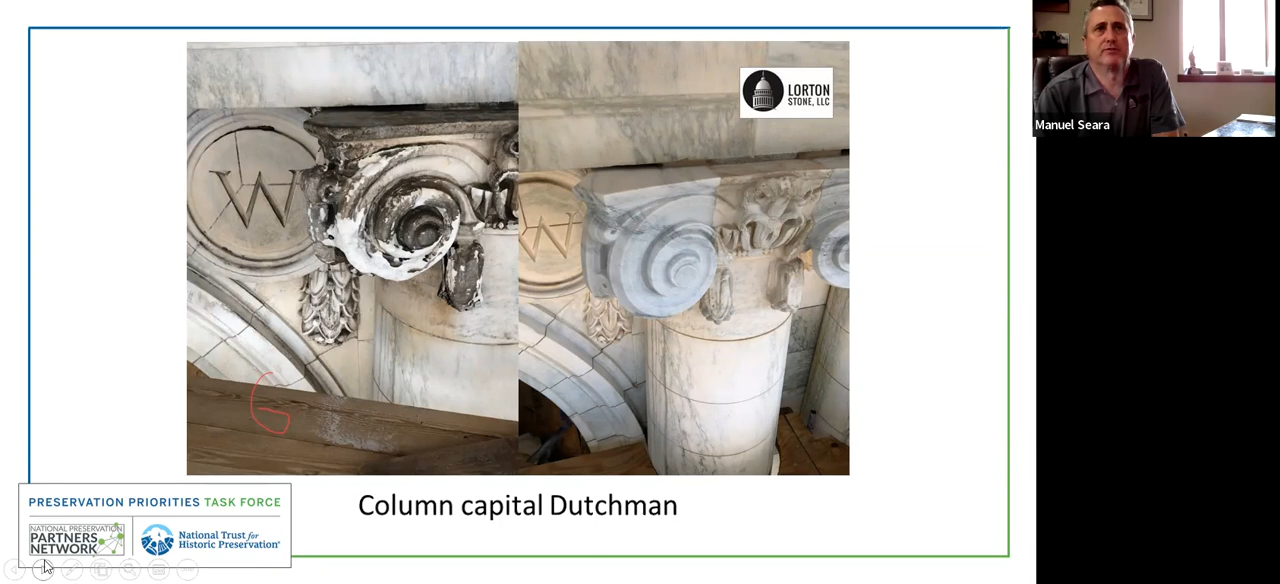 W
W
LORTON
STONE, LLC
Manuel Seara
Column capital Dutchman
PRESERVATION PRIORITIES TASK FORCE
NATIONAL PRESERVATION
PARTNERS
NETWORK
National Trust for
Historic Preservation®